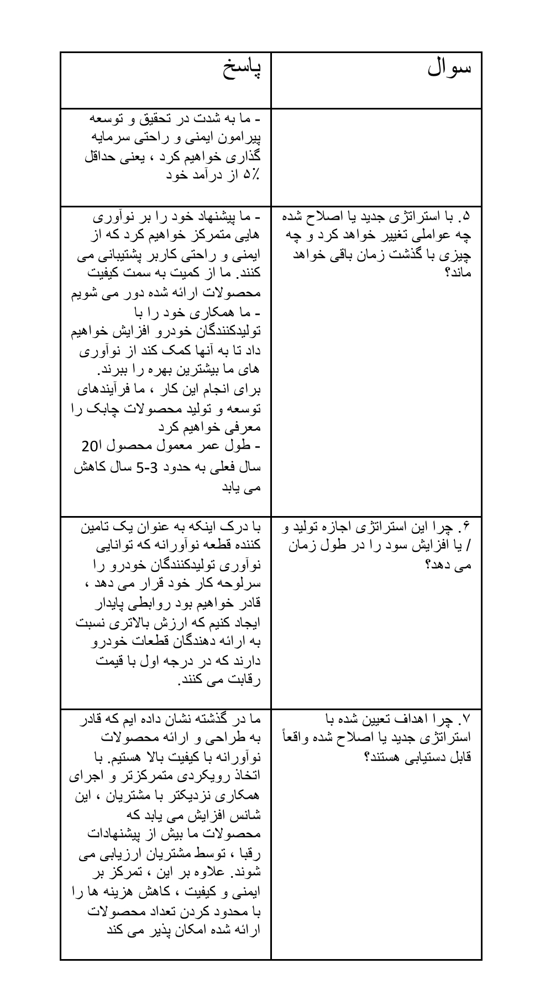 سوال
پاسخ
- ما به شدت در تحقیق و توسعه
پیرامون ایمنی و راحتی سرمایه
گذاری خواهیم کرد ، یعنی حداقل
۵٪ از درآمد خود
۵. با استراتژی جدید یا اصلاح شده
چه عواملی تغییر خواهد کرد و چه
چیزی با گذشت زمان باقی خواهد
ماند؟
- ما پیشنهاد خود را بر نوآوری
هایی متمرکز خواهیم کرد که از
ایمنی و راحتی کاربر پشتیبانی می
کنند. ما از کمیت به سمت کیفیت
محصولات ارائه شده دور می شویم
- ما همکاری خود را با
تولیدکنندگان خودرو افزایش خواهیم
داد تا به آنها کمک کند از نوآوری
های ما بیشترین بهره را ببرند.
برای انجام این کار ، ما فرآیندهای
توسعه و تولید محصولات چابک را
معرفی خواهیم کرد
- طول عمر معمول محصول ا20
سال فعلی به حدود 3-5 سال کاهش
می یابد
۶. چرا این استراتژی اجازه تولید و
/ یا افزایش سود را در طول زمان
می دهد؟
با درک اینکه به عنوان یک تامین
کننده قطعه نوآورانه که توانایی
نوآوری تولیدکنندگان خودرو را
سرلوحه کار خود قرار می دهد ،
قادر خواهیم بود روابطی پایدار
ایجاد کنیم که ارزش بالاتری نسبت
به ارائه دهندگان قطعات خودرو
دارند که در درجه اول با قیمت
رقابت می کنند.
۷. چرا اهداف تعیین شده با
استراتژی جدید یا اصلاح شده واقعاً
قابل دستیابی هستند؟
ما در گذشته نشان داده ایم که قادر
به طراحی و ارائه محصولات
نوآورانه با کیفیت بالا هستیم. با
اتخاذ رویکردی متمرکزتر و اجرای
همکاری نزدیکتر با مشتریان ، این
شانس افزایش می یابد که
محصولات ما بیش از پیشنهادات
رقبا ، توسط مشتریان ارزیابی می
شوند. علاوه بر این ، تمرکز بر
ایمنی و کیفیت ، کاهش هزینه ها را
با محدود کردن تعداد محصولات
ارائه شده امکان پذیر می کند